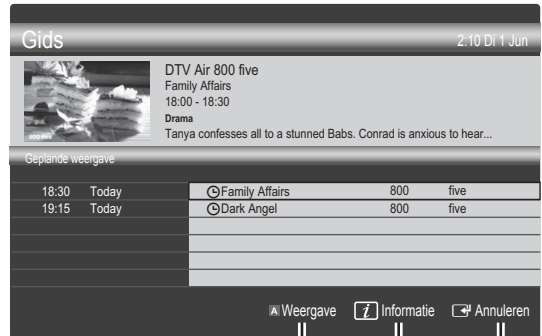 Gids 2:10 Di 1 Jun
DTV Air 800 five
Family Affairs
18:00 - 18:30
Drama
Tanya confesses all to a stunned Babs. Conrad is anxious to hear...
Geplande weergave
18:30 Today Family Affairs 800 five
19:15 Today Dark Angel 800 five
A Weergave i Informatie Annuleren